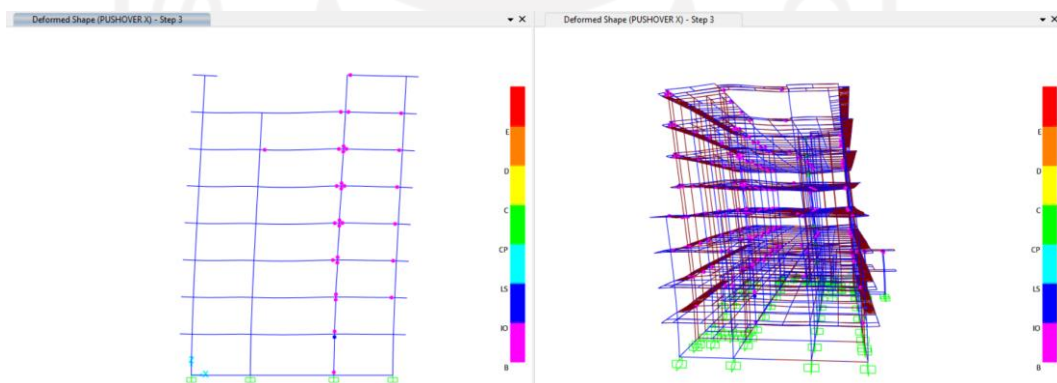 Deformed Shape (PUSHOVER X) - Step 3
Deformed Shape (PUSHOVER X) - Step 3
E
D
C
CP
LS
IO
B
Z
X
E
D
C
CP
LS
IO
B